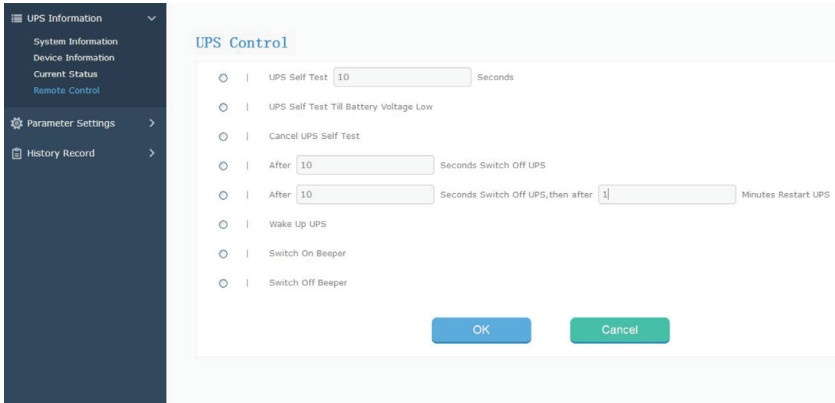 UPS Information
System Information
Device Information
Current Status
Remote Control
Parameter Settings
History Record
UPS Control
UPS Self Test 10 Seconds
UPS Self Test Till Battery Voltage Low
Cancel UPS Self Test
After 10 Seconds Switch Off UPS
After 10 Seconds Switch Off UPS,then after 1 Minutes Restart UPS
Wake Up UPS
Switch On Beeper
Switch Off Beeper
OK Cancel